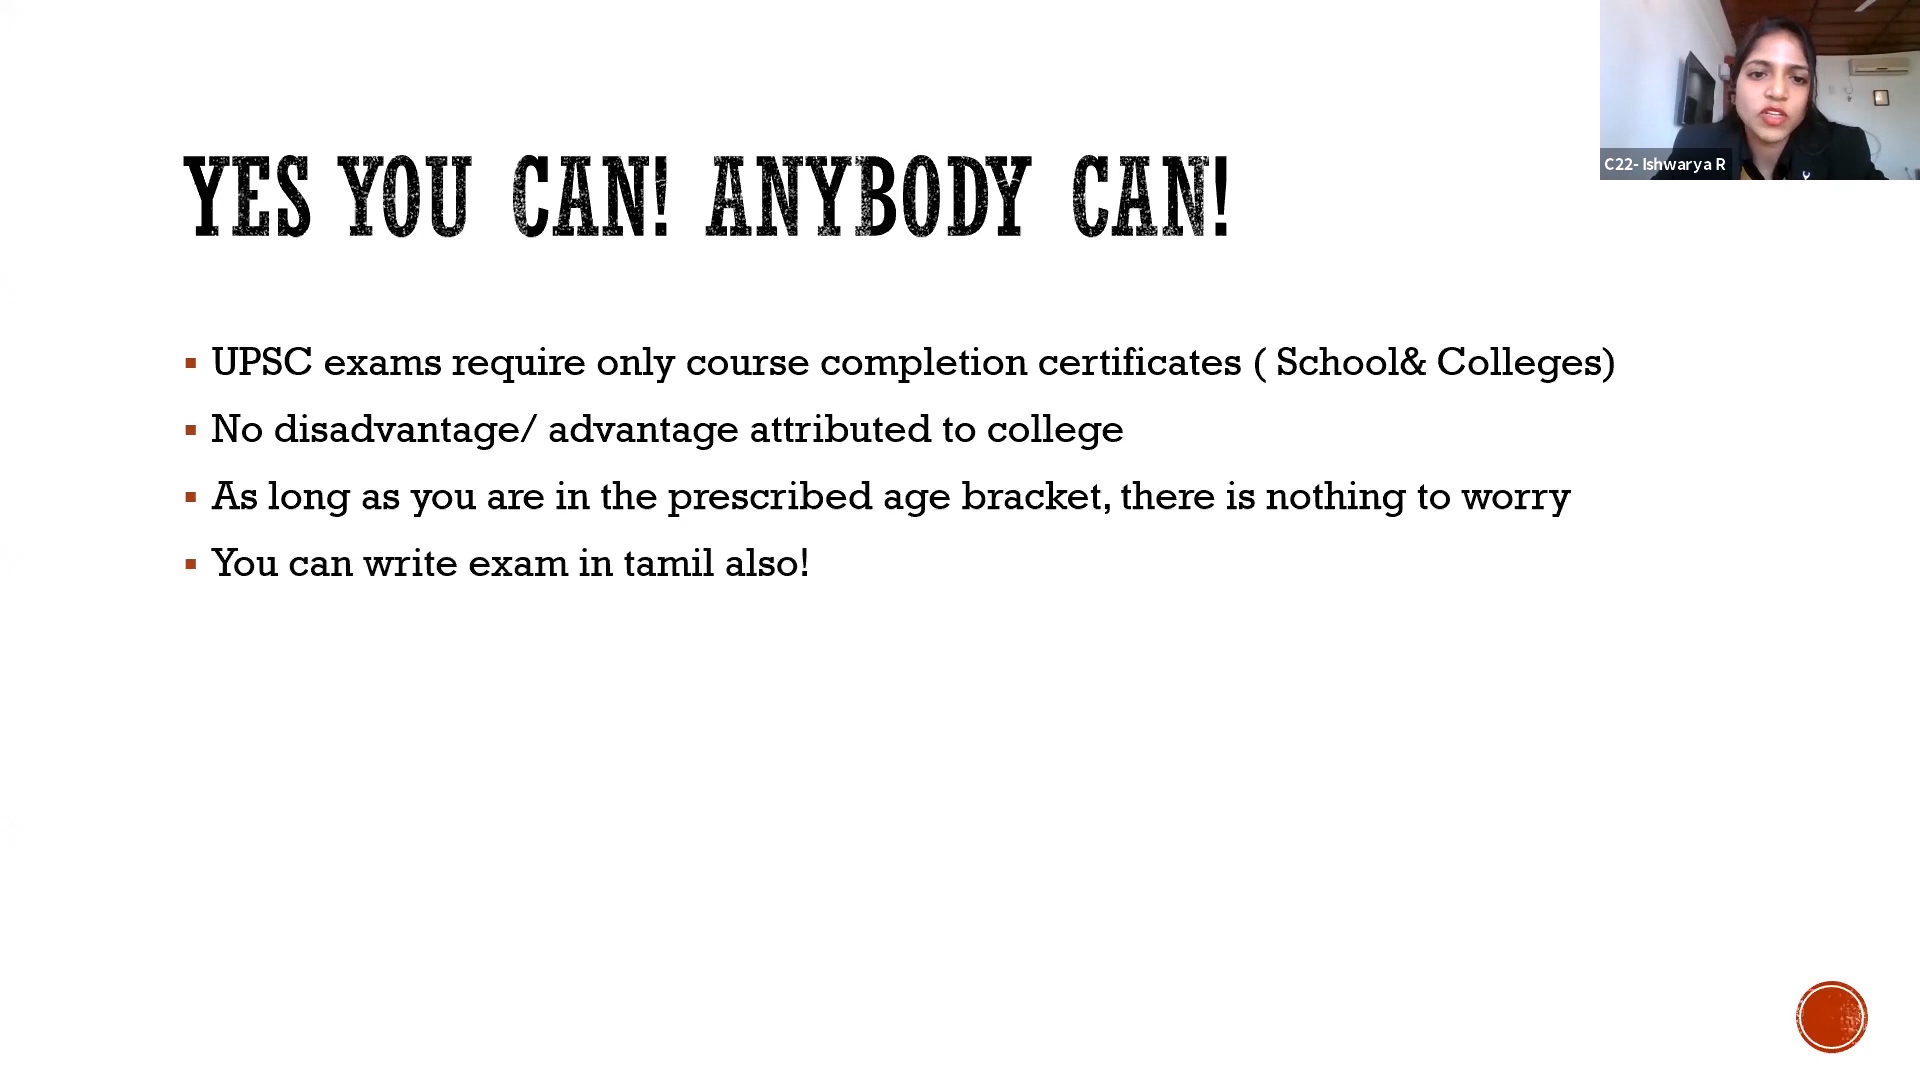 C22- Ishwarya R
YES YOU CAN! ANYBODY CAN!
UPSC exams require only course completion certificates ( School& Colleges)
No disadvantage/ advantage attributed to college
As long as you are in the prescribed age bracket, there is nothing to worry
You can write exam in tamil also!